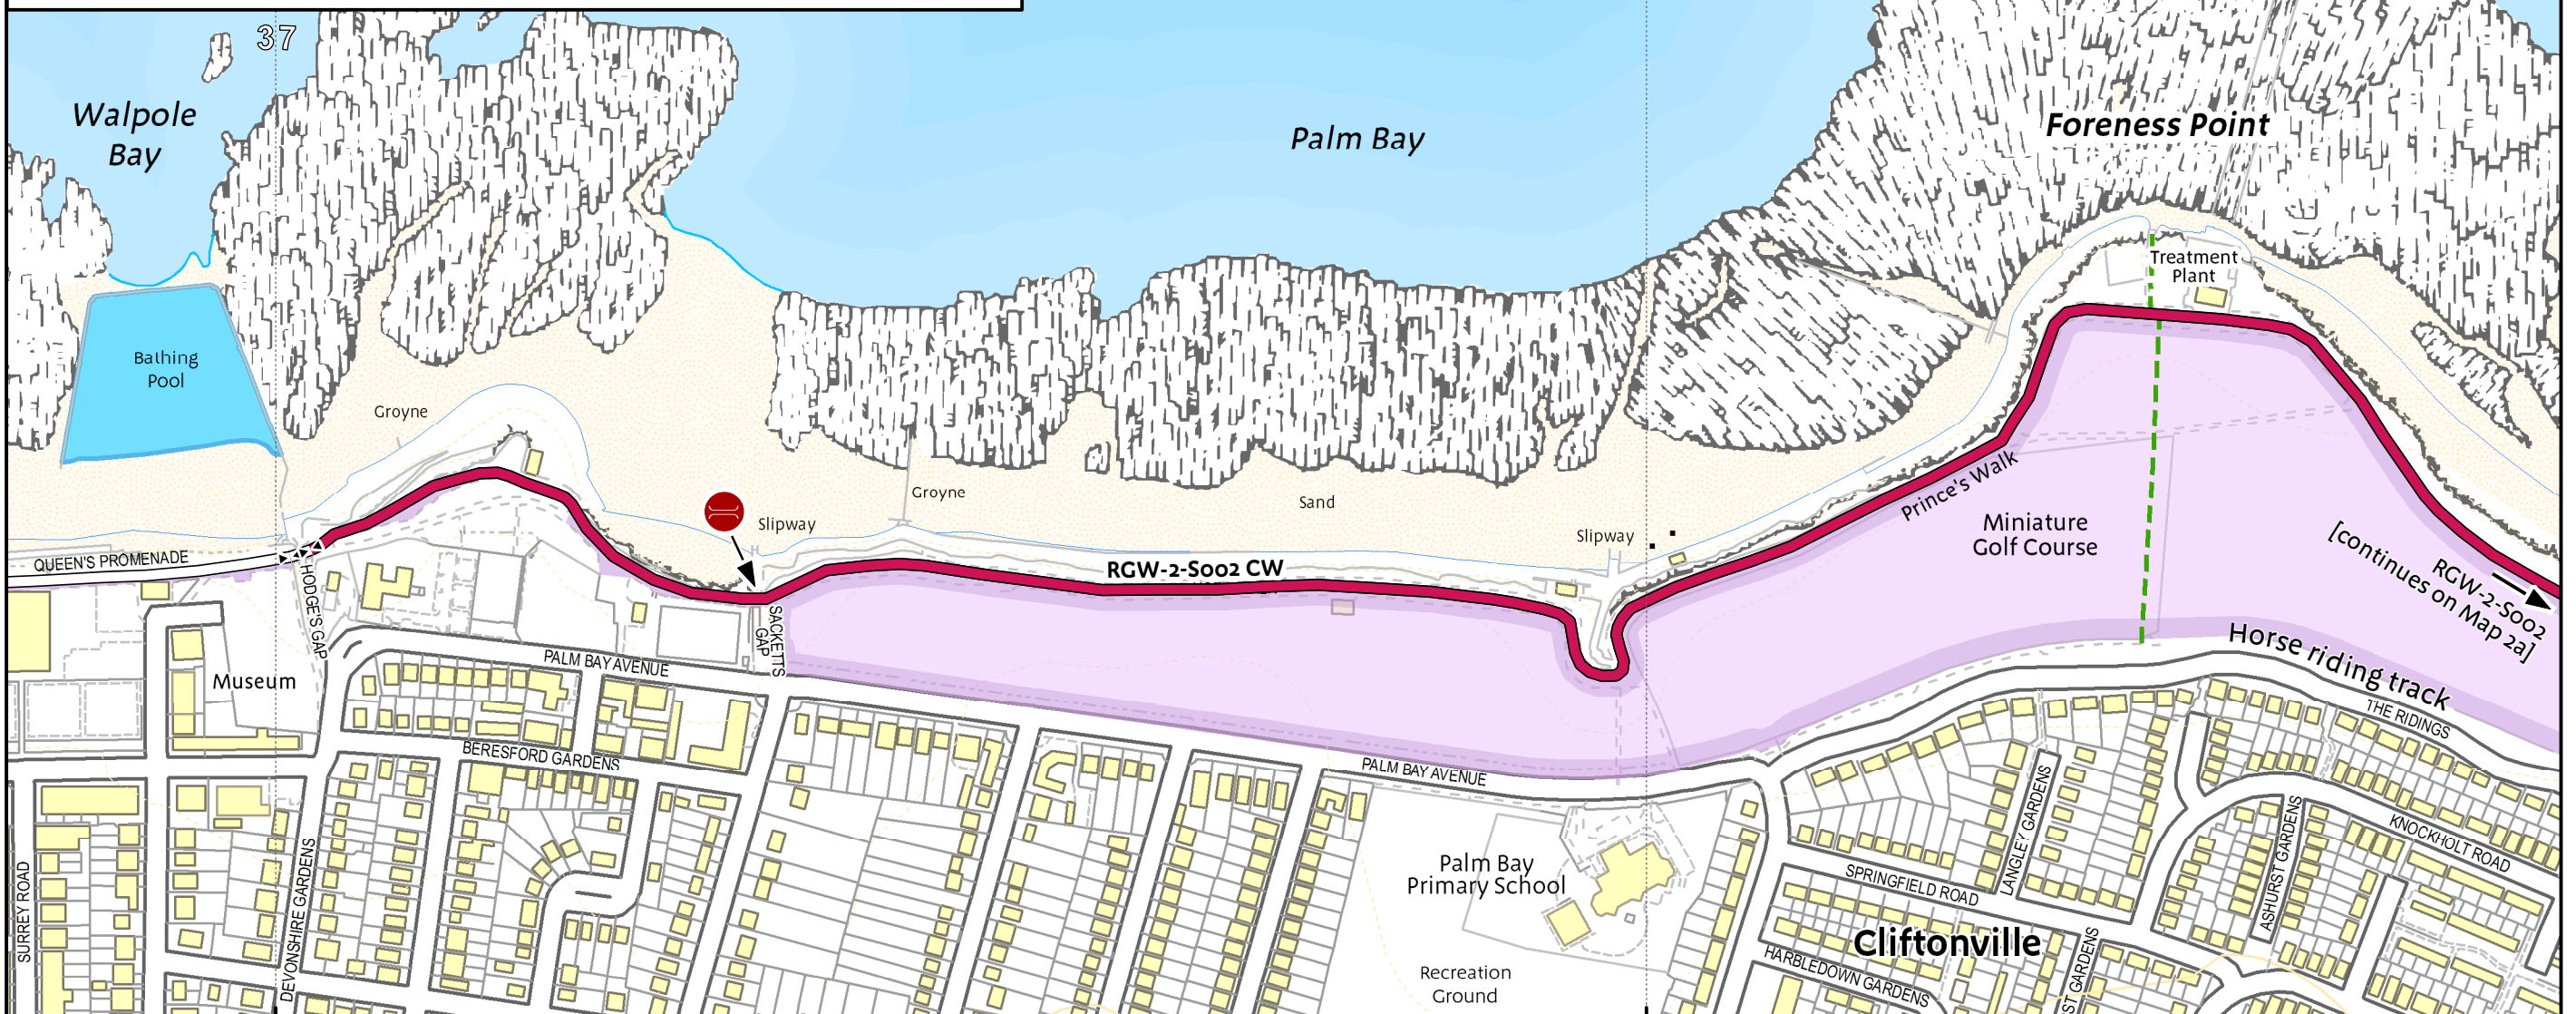 37
Walpole
Bay
Palm Bay
Foreness Point
Treatment
Plant
Bathing
Pool
Groyne
Groyne
Sand
Slipway
Slipway
Prince's Walk
Miniature
Golf Course
QUEEN'S PROMENADE
HODGE'S GAP
RGW-2-S002 CW
RGW-2-S002
[continues on Map 2a]
SACKETTS
GAP
Horse riding track
THE RIDINGS
Museum
PALM BAY AVENUE
PALM BAY AVENUE
BERESFORD GARDENS
DEVONSHIRE GARDENS
SURREY ROAD
Palm Bay
Primary School
Recreation
Ground
LANGLEY GARDENS
SPRINGFIELD ROAD
ASHURST GARDENS
KNOCKHOLT ROAD
Cliftonville
HARBLEDOWN GARDENS
ST GARDENS